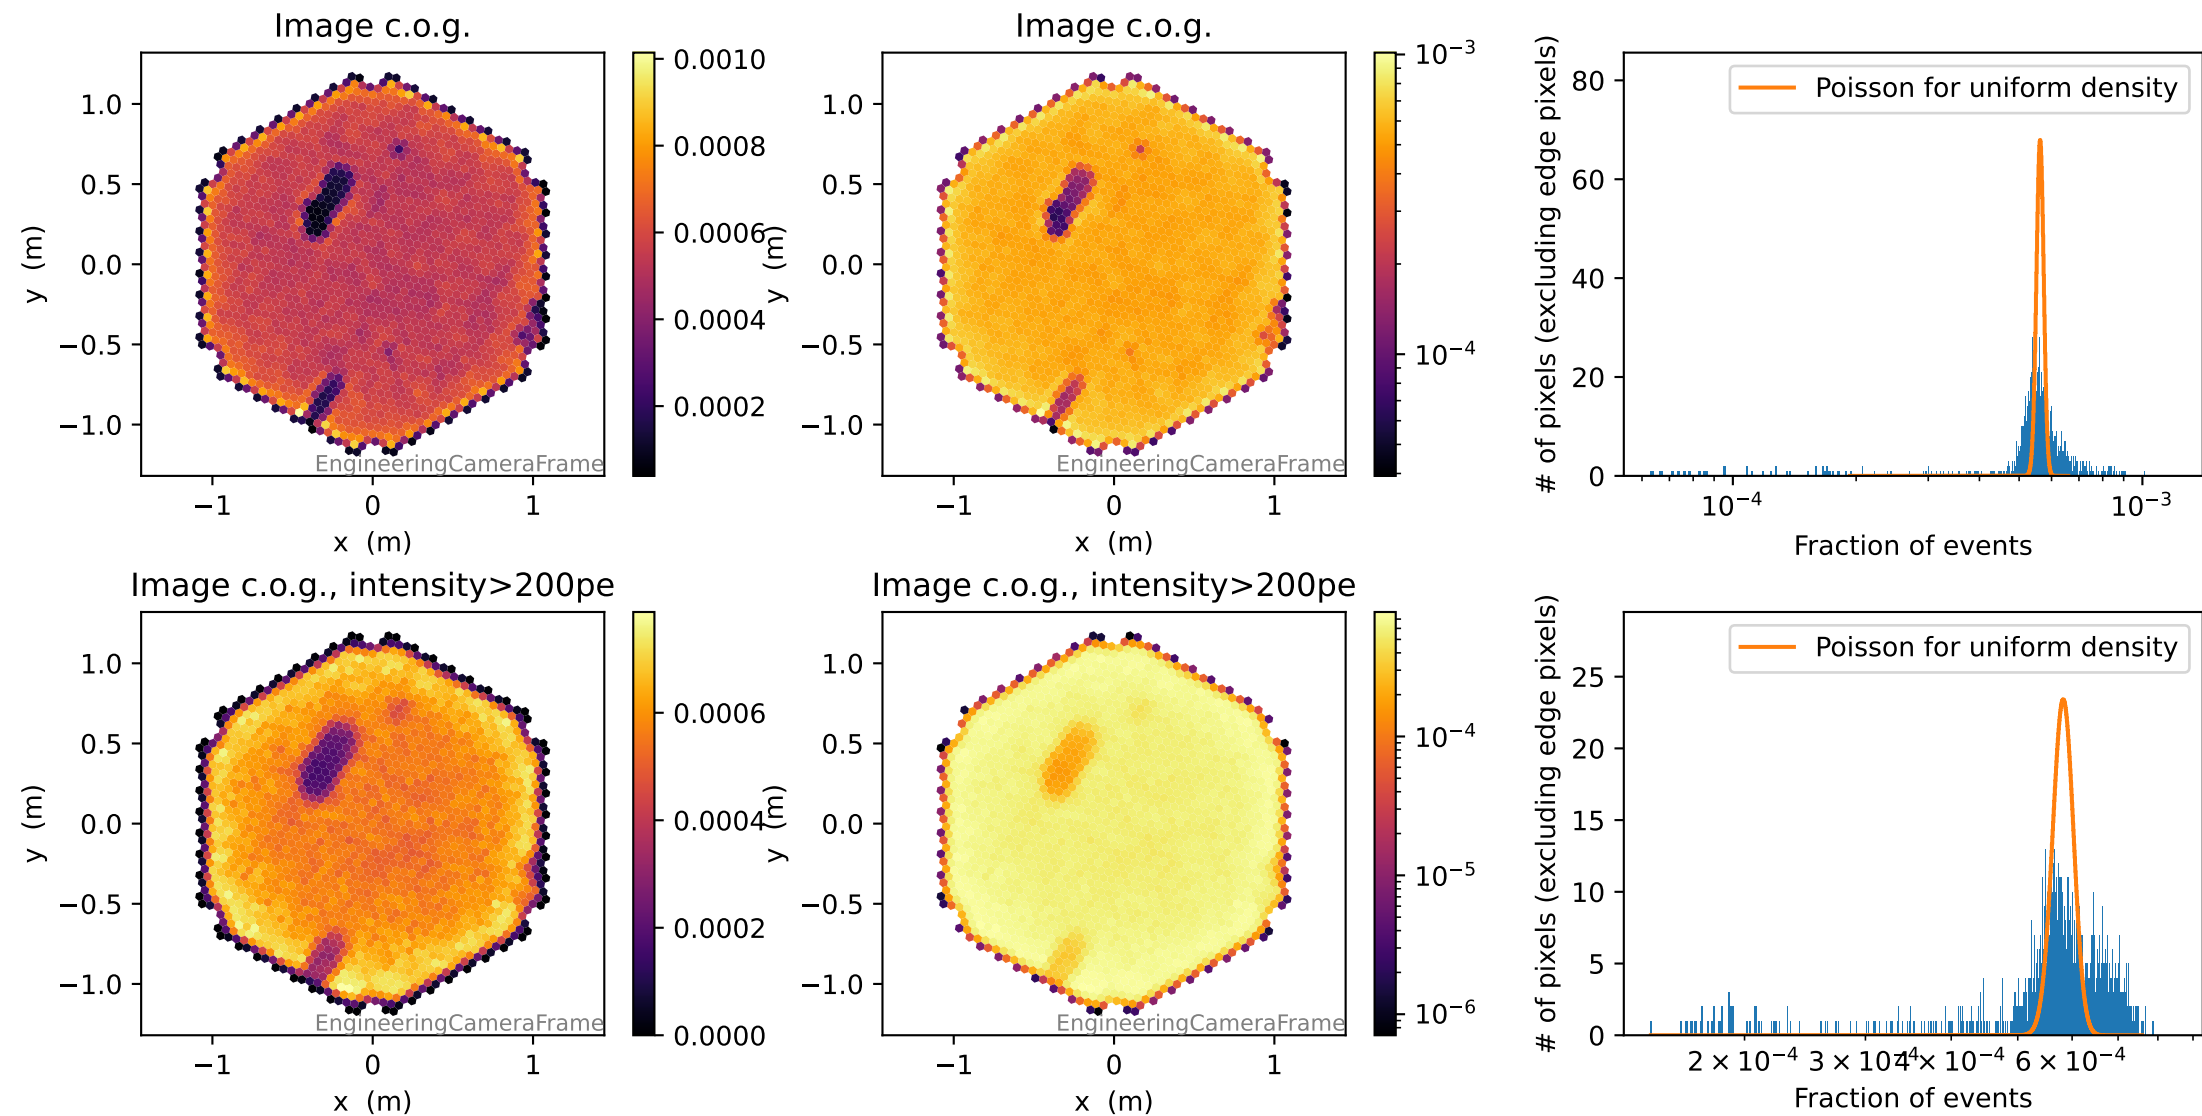 Image c.o.g.
1.0
0.5
0.0
−0.5
−1.0
y (m)
−1
0
1
x (m)
EngineeringCameraFrame
0.0010
0.0008
0.0006
0.0004
0.0002
Image c.o.g.
1.0
0.5
0.0
−0.5
−1.0
y (m)
−1
0
1
x (m)
EngineeringCameraFrame
10⁻³
10⁻⁴
# of pixels (excluding edge pixels)
80
60
40
20
0
Poisson for uniform density
10⁻⁴
10⁻³
Fraction of events
Image c.o.g., intensity>200pe
1.0
0.5
0.0
−0.5
−1.0
y (m)
−1
0
1
x (m)
EngineeringCameraFrame
0.0006
0.0004
0.0002
0.0000
Image c.o.g., intensity>200pe
1.0
0.5
0.0
−0.5
−1.0
y (m)
−1
0
1
x (m)
EngineeringCameraFrame
10⁻⁴
10⁻⁵
10⁻⁶
# of pixels (excluding edge pixels)
25
20
15
10
5
0
Poisson for uniform density
2 × 10⁻⁴
3 × 10⁻⁴
4 × 10⁻⁴
6 × 10⁻⁴
Fraction of events